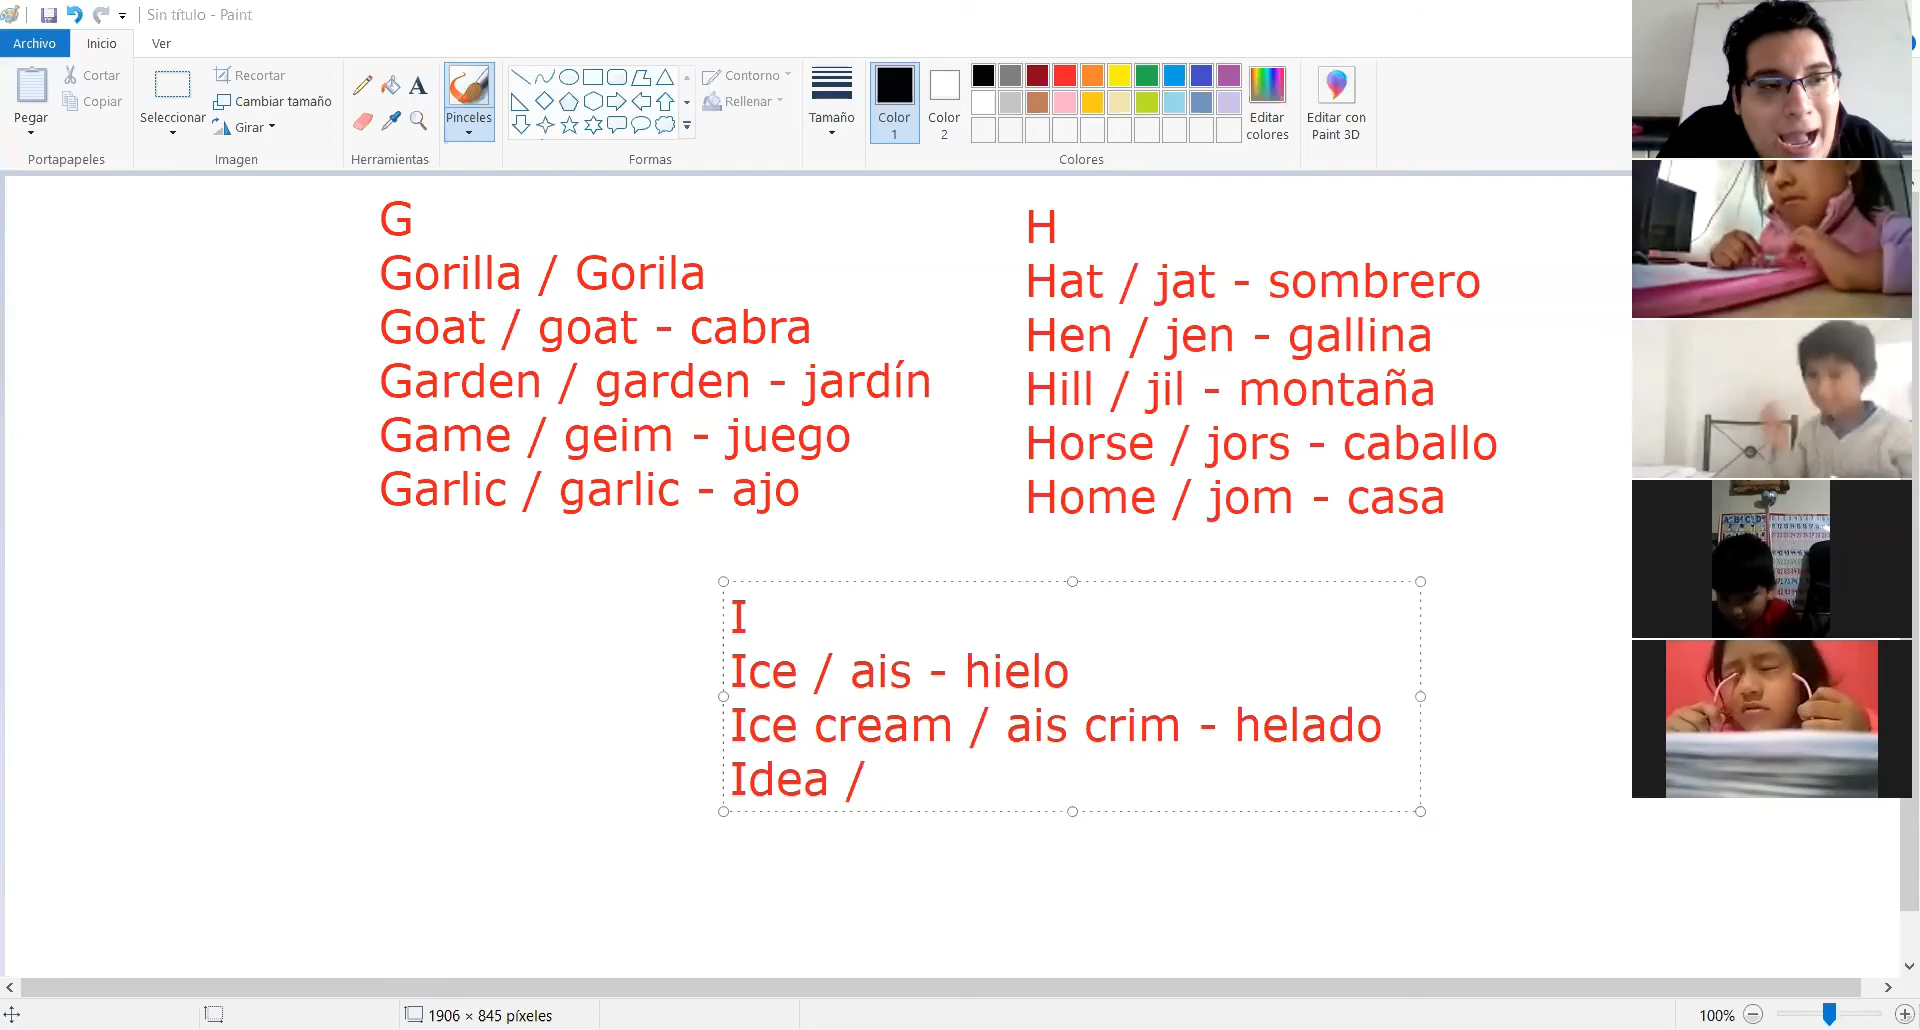 Sin título - Paint
Archivo Inicio Ver
Pegar
Cortar
Copiar
Portapapeles
Seleccionar
Recortar
Cambiar tamaño
Girar
Imagen
A
Herramientas
Pinceles
Contorno
Rellenar
Formas
Tamaño
Color 1
Color 2
Editar colores
Editar con Paint 3D
Colores
G
Gorilla / Gorila
Goat / goat - cabra
Garden / garden - jardín
Game / geim - juego
Garlic / garlic - ajo
H
Hat / jat - sombrero
Hen / jen - gallina
Hill / jil - montaña
Horse / jors - caballo
Home / jom - casa
I
Ice / ais - hielo
Ice cream / ais crim - helado
Idea /
1906 × 845 píxeles
100%